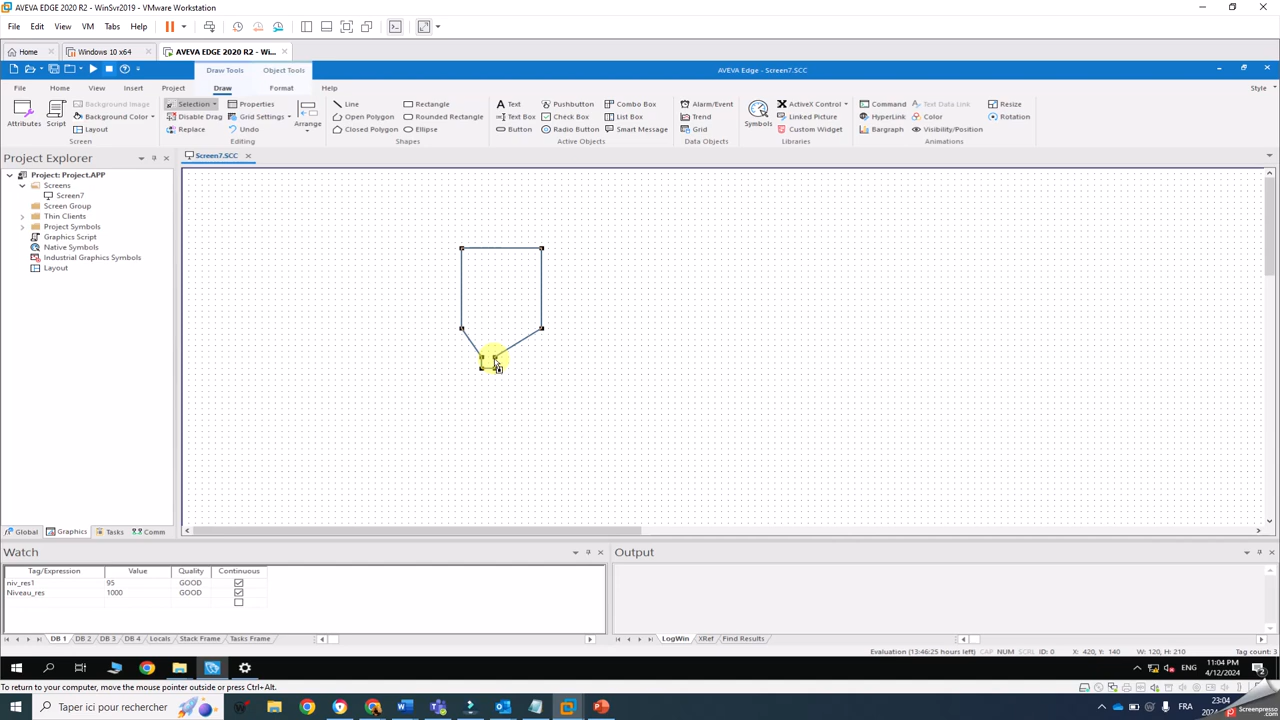 AVEVA EDGE 2020 R2 - WinSvr2019 - VMware Workstation
File Edit View VM Tabs Help
Home Windows 10 x64 AVEVA EDGE 2020 R2 - Wi...
Draw Tools Object Tools AVEVA Edge - Screen7.SCC
File Home View Insert Project Draw Format Help Style
Attributes Script Background Image Background Color Layout Screen
Selection Disable Drag Replace Properties Grid Settings Undo Arrange Editing
Line Open Polygon Closed Polygon Rectangle Rounded Rectangle Ellipse Shapes
Text Text Box Button Pushbutton Check Box Radio Button Combo Box List Box Smart Message Active Objects
Alarm/Event Trend Grid Data Objects
Symbols ActiveX Control Linked Picture Custom Widget Libraries
Command HyperLink Bargraph Text Data Link Color Visibility/Position Resize Rotation Animations
Project Explorer
Screen7.SCC
Project: Project.APP
Screens
Screen7
Screen Group
Thin Clients
Project Symbols
Graphics Script
Native Symbols
Industrial Graphics Symbols
Layout
Global Graphics Tasks Comm
Watch
Tag/Expression Value Quality Continuous
niv_res1 95 GOOD
Niveau_res 1000 GOOD
DB 1 DB 2 DB 3 DB 4 Locals Stack Frame Tasks Frame
Output
LogWin XRef Find Results
Evaluation (13:46:25 hours left) CAP NUM SCRL ID: 0 X: 420, Y: 140 W: 120, H: 210 Tag count: 3
ENG 11:04 PM 4/12/2024
To return to your computer, move the mouse pointer outside or press Ctrl+Alt.
Taper ici pour rechercher
FRA 23:04
Screenpresso.com